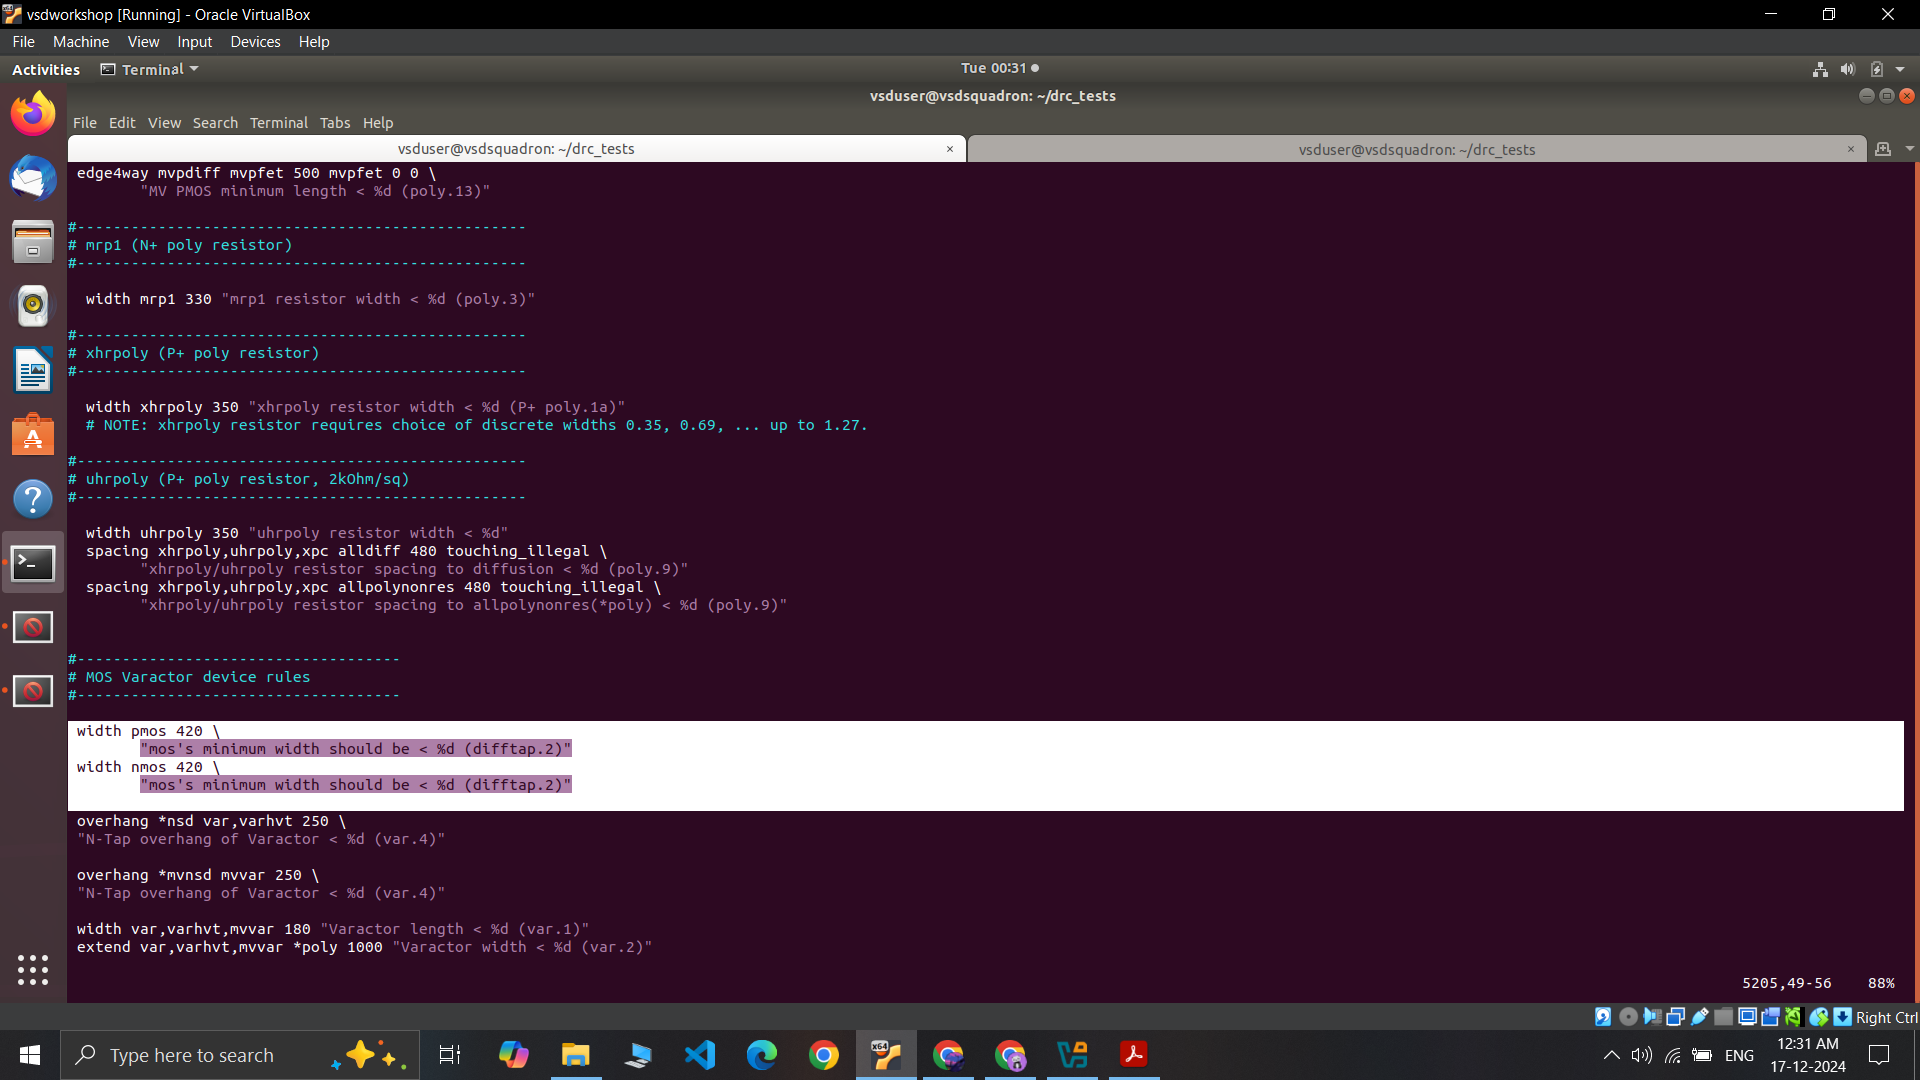 vsdworkshop [Running] - Oracle VirtualBox
File Machine View Input Devices Help
Activities Terminal Tue 00:31
vsduser@vsdsquadron: ~/drc_tests
File Edit View Search Terminal Tabs Help
vsduser@vsdsquadron: ~/drc_tests × vsduser@vsdsquadron: ~/drc_tests ×
edge4way mvpdiff mvpfet 500 mvpfet 0 0 \
"MV PMOS minimum length < %d (poly.13)"
#--------------------------------------------------
# mrp1 (N+ poly resistor)
#--------------------------------------------------
width mrp1 330 "mrp1 resistor width < %d (poly.3)"
#--------------------------------------------------
# xhrpoly (P+ poly resistor)
#--------------------------------------------------
width xhrpoly 350 "xhrpoly resistor width < %d (P+ poly.1a)"
# NOTE: xhrpoly resistor requires choice of discrete widths 0.35, 0.69, ... up to 1.27.
#--------------------------------------------------
# uhrpoly (P+ poly resistor, 2kOhm/sq)
#--------------------------------------------------
width uhrpoly 350 "uhrpoly resistor width < %d"
spacing xhrpoly,uhrpoly,xpc alldiff 480 touching_illegal \
"xhrpoly/uhrpoly resistor spacing to diffusion < %d (poly.9)"
spacing xhrpoly,uhrpoly,xpc allpolynonres 480 touching_illegal \
"xhrpoly/uhrpoly resistor spacing to allpolynonres(*poly) < %d (poly.9)"
#------------------------------------
# MOS Varactor device rules
#------------------------------------
width pmos 420 \
"mos's minimum width should be < %d (difftap.2)"
width nmos 420 \
"mos's minimum width should be < %d (difftap.2)"
overhang *nsd var,varhvt 250 \
"N-Tap overhang of Varactor < %d (var.4)"
overhang *mvnsd mvvar 250 \
"N-Tap overhang of Varactor < %d (var.4)"
width var,varhvt,mvvar 180 "Varactor length < %d (var.1)"
extend var,varhvt,mvvar *poly 1000 "Varactor width < %d (var.2)"
5205,49-56 88%
Right Ctrl
Type here to search
ENG
12:31 AM
17-12-2024